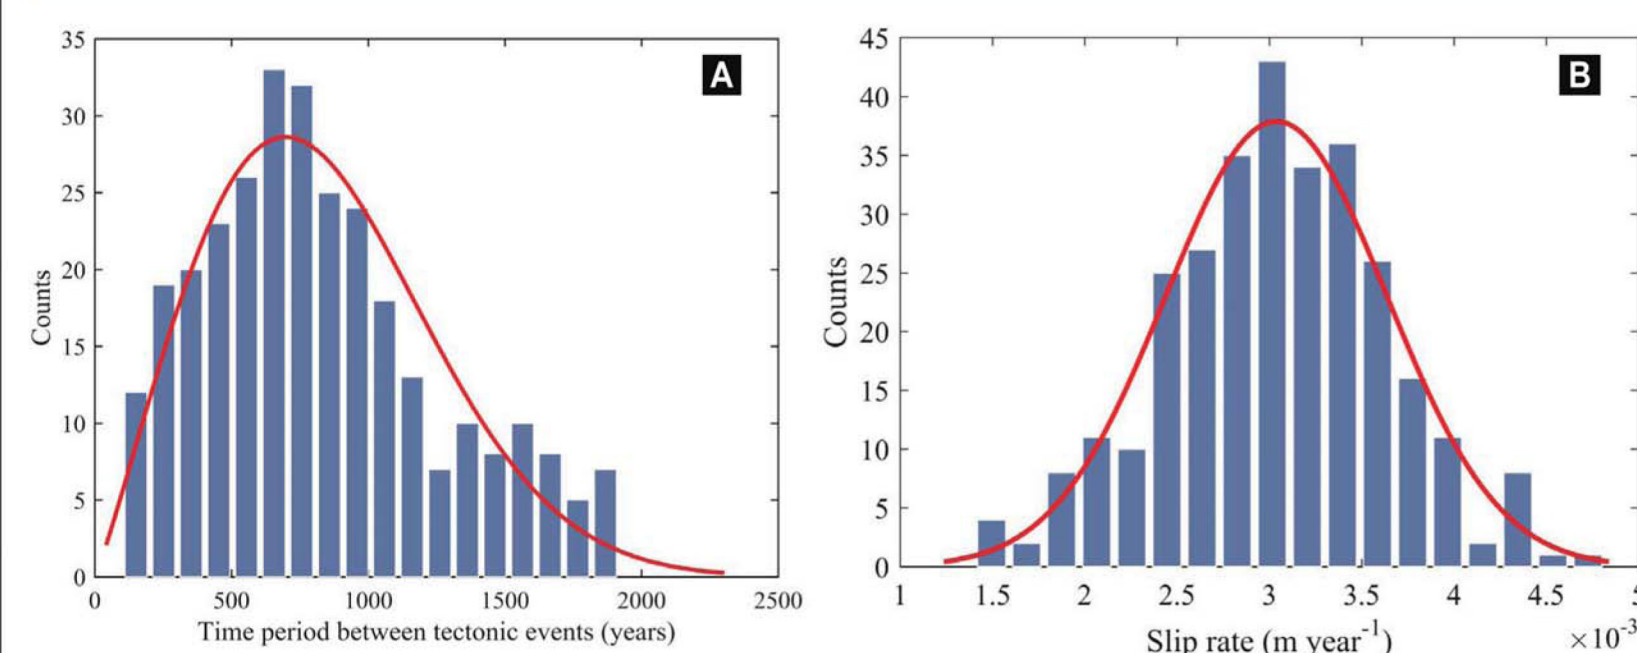 A
35
30
25
20
15
10
5
0
Counts
0 500 1000 1500 2000 2500
Time period between tectonic events (years)
B
45
40
35
30
25
20
15
10
5
0
Counts
1 1.5 2 2.5 3 3.5 4 4.5
×10⁻³
Slip rate (m year⁻¹)